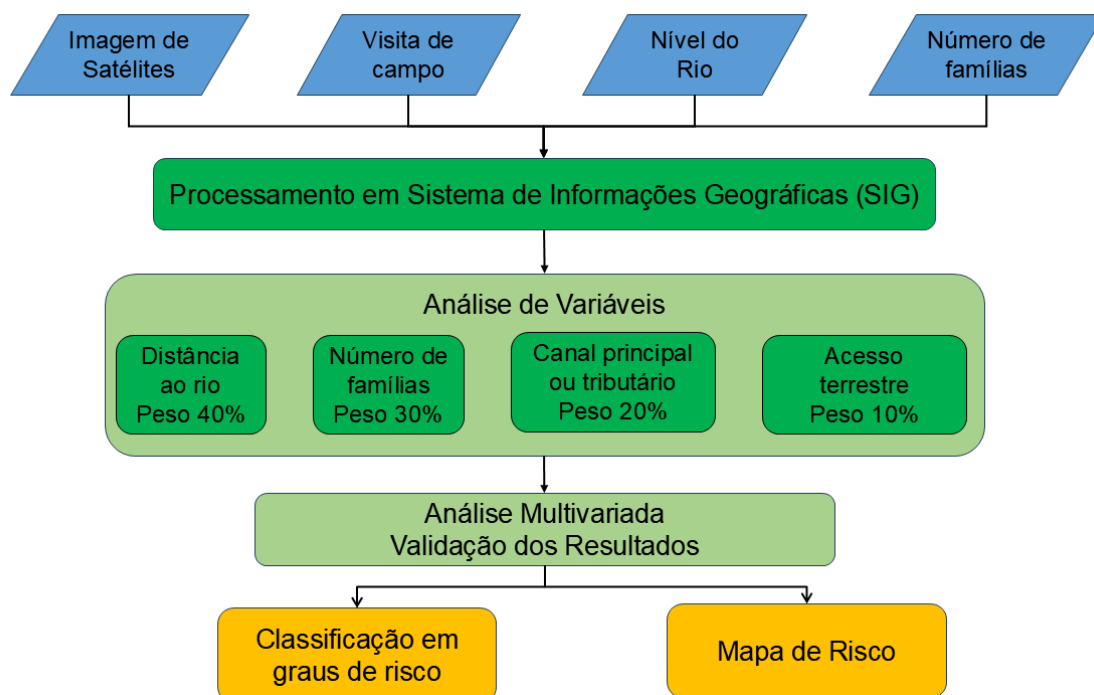 Imagem de
Satélites
Visita de
campo
Nível do
Rio
Número de
famílias
Processamento em Sistema de Informações Geográficas (SIG)
Análise de Variáveis
Distância
ao rio
Peso 40%
Número de
famílias
Peso 30%
Canal principal
ou tributário
Peso 20%
Acesso
terrestre
Peso 10%
Análise Multivariada
Validação dos Resultados
Classificação em
graus de risco
Mapa de Risco